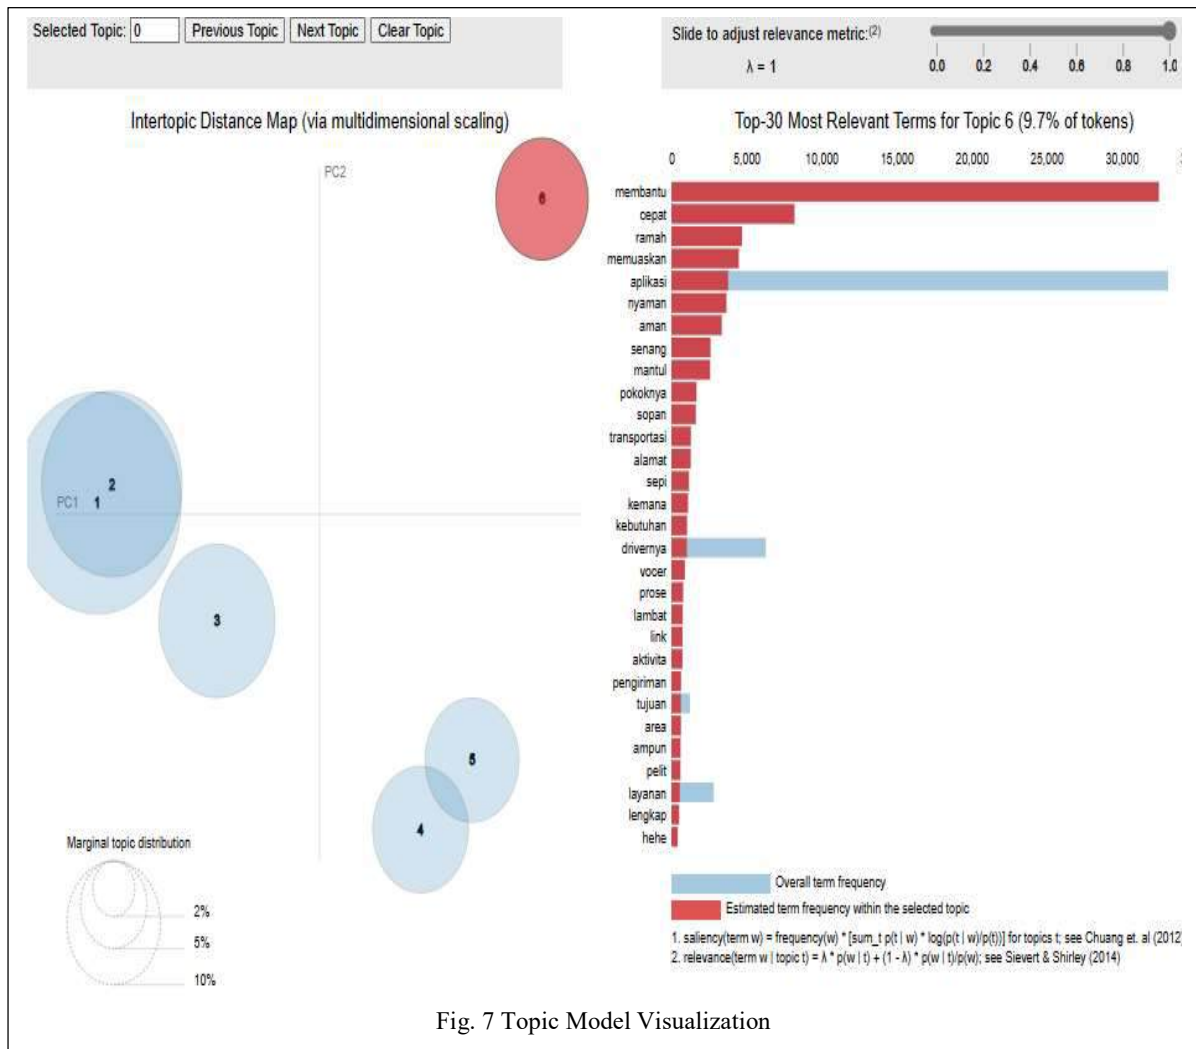 Selected Topic: 0 Previous Topic Next Topic Clear Topic
Slide to adjust relevance metric:(2)
λ = 1
0.0 0.2 0.4 0.6 0.8 1.0
Intertopic Distance Map (via multidimensional scaling)
PC2
PC1
6
2
1
3
5
4
Marginal topic distribution
2%
5%
10%
Top-30 Most Relevant Terms for Topic 6 (9.7% of tokens)
0 5,000 10,000 15,000 20,000 25,000 30,000
membantu
cepat
ramah
memuaskan
aplikasi
nyaman
aman
senang
mantul
pokoknya
sopan
transportasi
alamat
sepi
kemana
kebutuhan
drivernya
vocer
prose
lambat
link
aktivita
pengiriman
tujuan
area
ampun
pelit
layanan
lengkap
hehe
Overall term frequency
Estimated term frequency within the selected topic
1. saliency(term w) = frequency(w) * [sum_t p(t | w) * log(p(t | w)/p(t))] for topics t; see Chuang et. al (2012)
2. relevance(term w | topic t) = λ * p(w | t) + (1 - λ) * p(w | t)/p(w); see Sievert & Shirley (2014)
Fig. 7 Topic Model Visualization